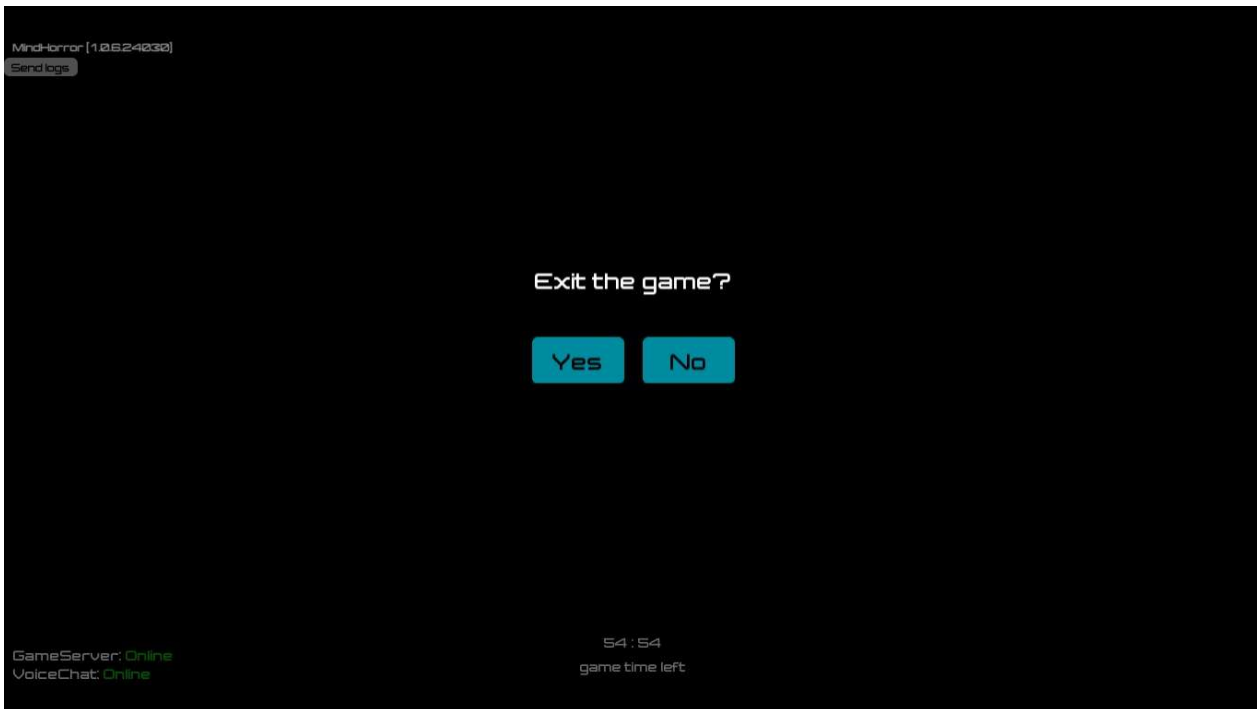 MindHorror [1.0.6.24030]
Send logs
Exit the game?
Yes No
54 : 54
game time left
GameServer: Online
VoiceChat: Online